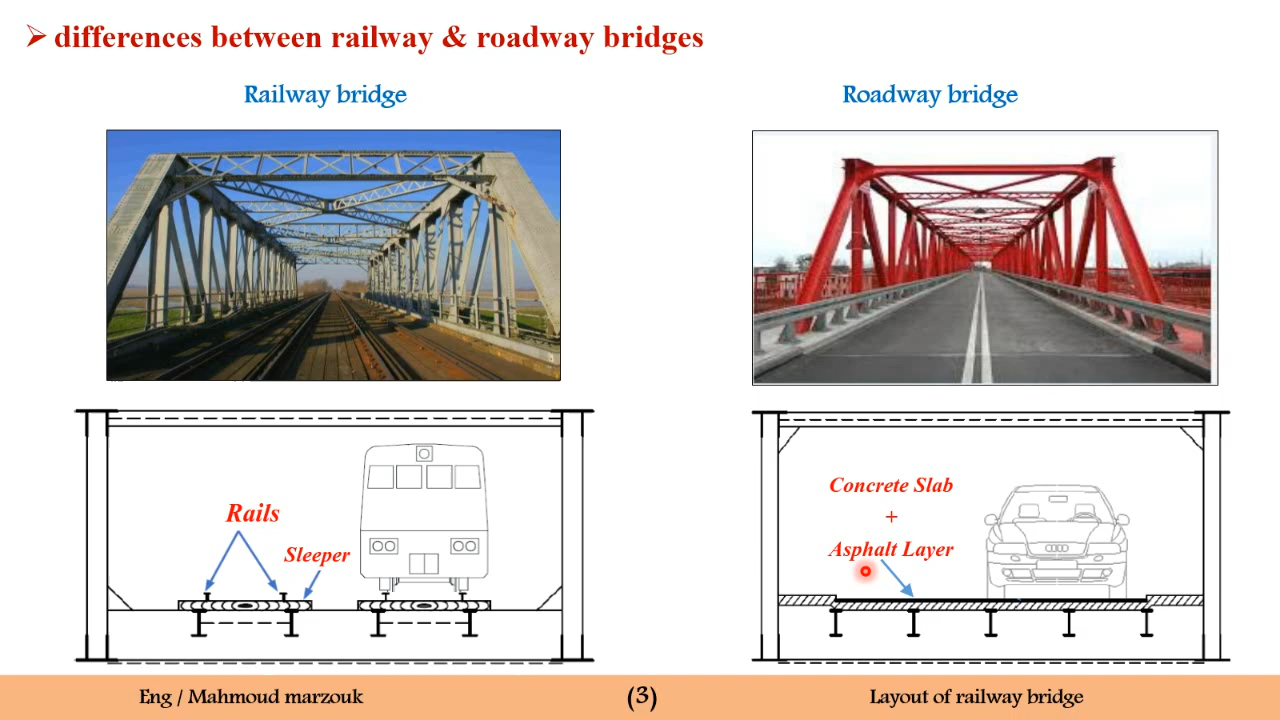 differences between railway & roadway bridges
Railway bridge
Roadway bridge
Rails
Sleeper
Concrete Slab
+
Asphalt Layer
Eng / Mahmoud marzouk
(3)
Layout of railway bridge